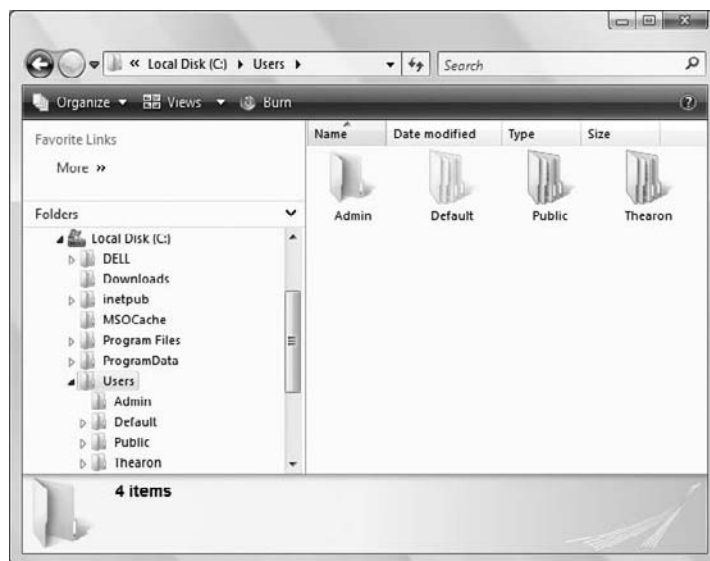 « Local Disk (C:) Users
Search
Organize Views Burn
Favorite Links
More »
Name Date modified Type Size
Admin Default Public Thearon
Folders
Local Disk (C:)
DELL
Downloads
inetpub
MSOCache
Program Files
ProgramData
Users
Admin
Default
Public
Thearon
4 items